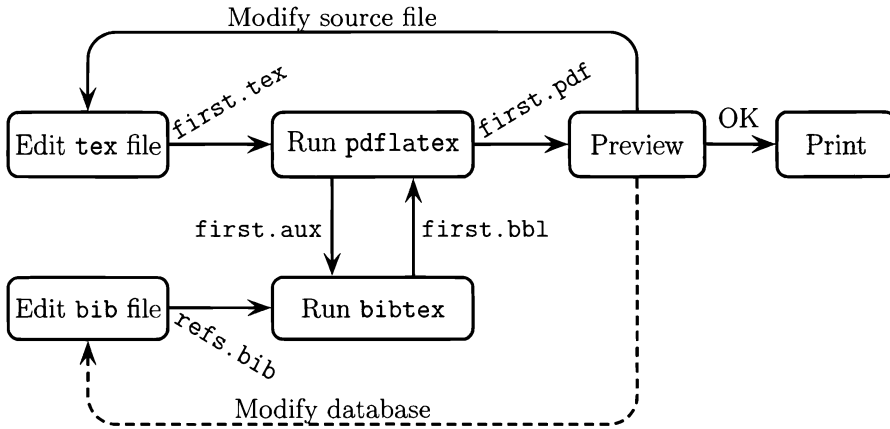 Modify source file
first.tex
first.pdf
OK
Edit tex file
Run pdflatex
Preview
Print
first.aux
first.bbl
Edit bib file
Run bibtex
refs.bib
Modify database